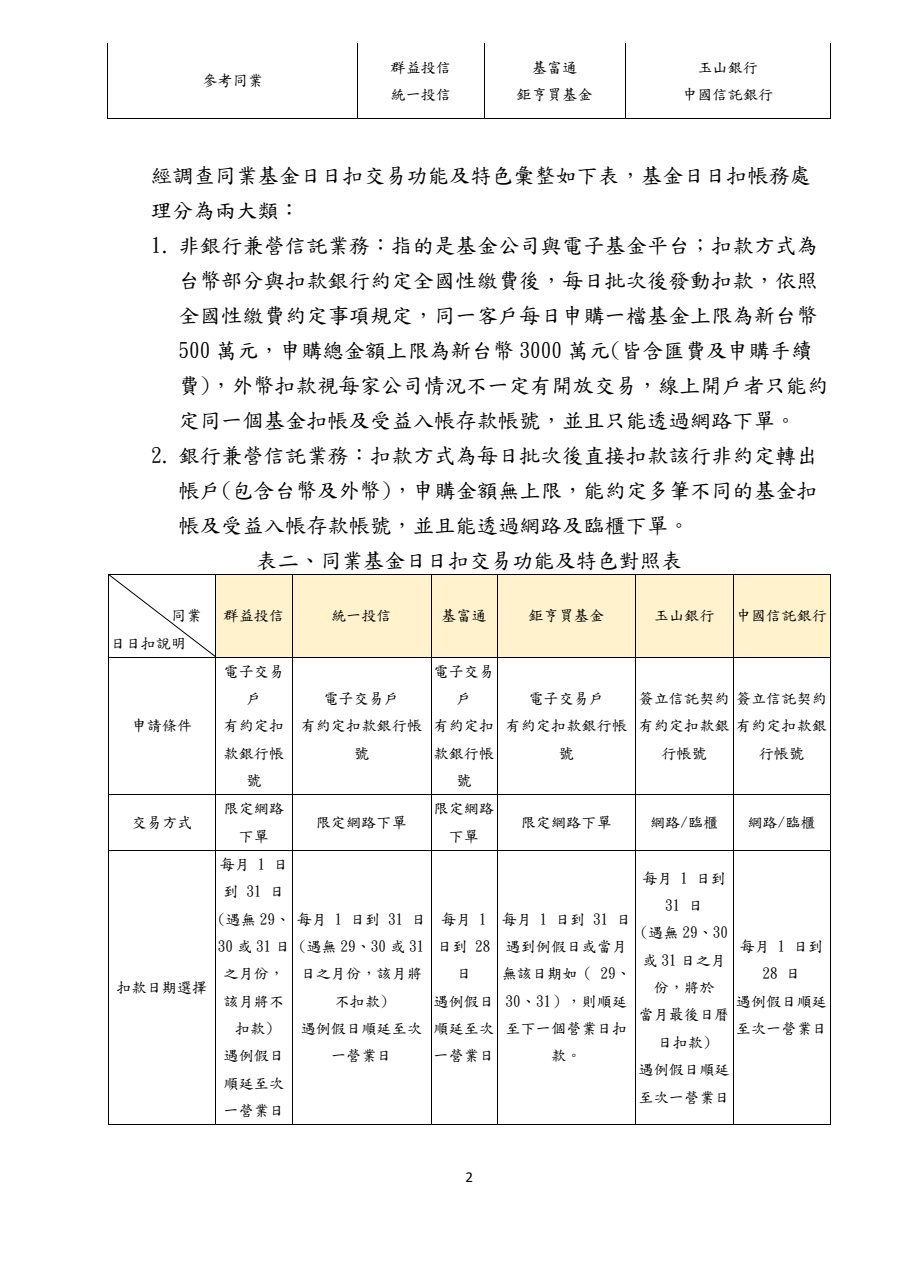 參考同業
群益投信
統一投信
基富通
鉅亨買基金
玉山銀行
中國信託銀行
經調查同業基金日日扣交易功能及特色彙整如下表，基金日日扣帳務處
理分為兩大類：
1. 非銀行兼營信託業務：指的是基金公司與電子基金平台；扣款方式為
台幣部分與扣款銀行約定全國性繳費後，每日批次後發動扣款，依照
全國性繳費約定事項規定，同一客戶每日申購一檔基金上限為新台幣
500 萬元，申購總金額上限為新台幣 3000 萬元(皆含匯費及申購手續
費)，外幣扣款視每家公司情況不一定有開放交易，線上開戶者只能約
定同一個基金扣帳及受益入帳存款帳號，並且只能透過網路下單。
2. 銀行兼營信託業務：扣款方式為每日批次後直接扣款該行非約定轉出
帳戶(包含台幣及外幣)，申購金額無上限，能約定多筆不同的基金扣
帳及受益入帳存款帳號，並且能透過網路及臨櫃下單。
表二、同業基金日日扣交易功能及特色對照表
同業
日日扣說明
群益投信
統一投信
基富通
鉅亨買基金
玉山銀行
中國信託銀行
申請條件
電子交易
戶
有約定扣
款銀行帳
號
電子交易戶
有約定扣款銀行帳
號
電子交易
戶
有約定扣
款銀行帳
號
電子交易戶
有約定扣款銀行帳
號
簽立信託契約
有約定扣款銀
行帳號
簽立信託契約
有約定扣款銀
行帳號
交易方式
限定網路
下單
限定網路下單
限定網路
下單
限定網路下單
網路/臨櫃
網路/臨櫃
扣款日期選擇
每月 1 日
到 31 日
(遇無 29、
30 或 31 日
之月份，
該月將不
扣款)
遇例假日
順延至次
一營業日
每月 1 日到 31 日
(遇無 29、30 或 31
日之月份，該月將
不扣款)
遇例假日順延至次
一營業日
每月 1
日到 28
日
遇例假日
順延至次
一營業日
每月 1 日到 31 日
遇到例假日或當月
無該日期如（ 29、
30、31），則順延
至下一個營業日扣
款。
每月 1 日到
31 日
(遇無 29、30
或 31 日之月
份，將於
當月最後日曆
日扣款)
遇例假日順延
至次一營業日
每月 1 日到
28 日
遇例假日順延
至次一營業日
2